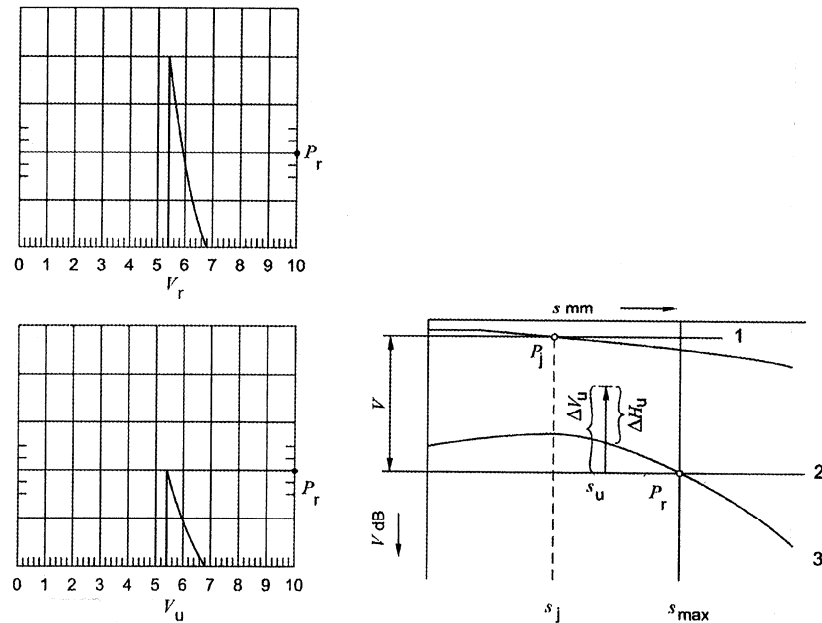 P_r
0 1 2 3 4 5 6 7 8 9 10
V_r
P_r
0 1 2 3 4 5 6 7 8 9 10
V_u
s mm
1
P_j
V
ΔV_u
ΔH_u
s_u
P_r
2
V dB
3
s_j
s_max